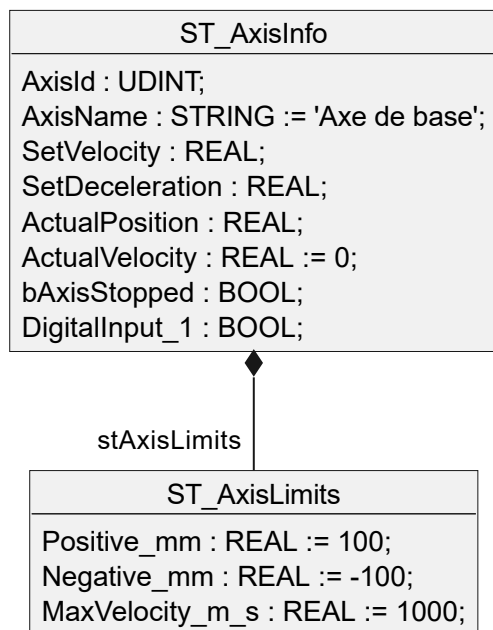 ST_AxisInfo
AxisId : UDINT;
AxisName : STRING := 'Axe de base';
SetVelocity : REAL;
SetDeceleration : REAL;
ActualPosition : REAL;
ActualVelocity : REAL := 0;
bAxisStopped : BOOL;
DigitalInput_1 : BOOL;
stAxisLimits
ST_AxisLimits
Positive_mm : REAL := 100;
Negative_mm : REAL := -100;
MaxVelocity_m_s : REAL := 1000;